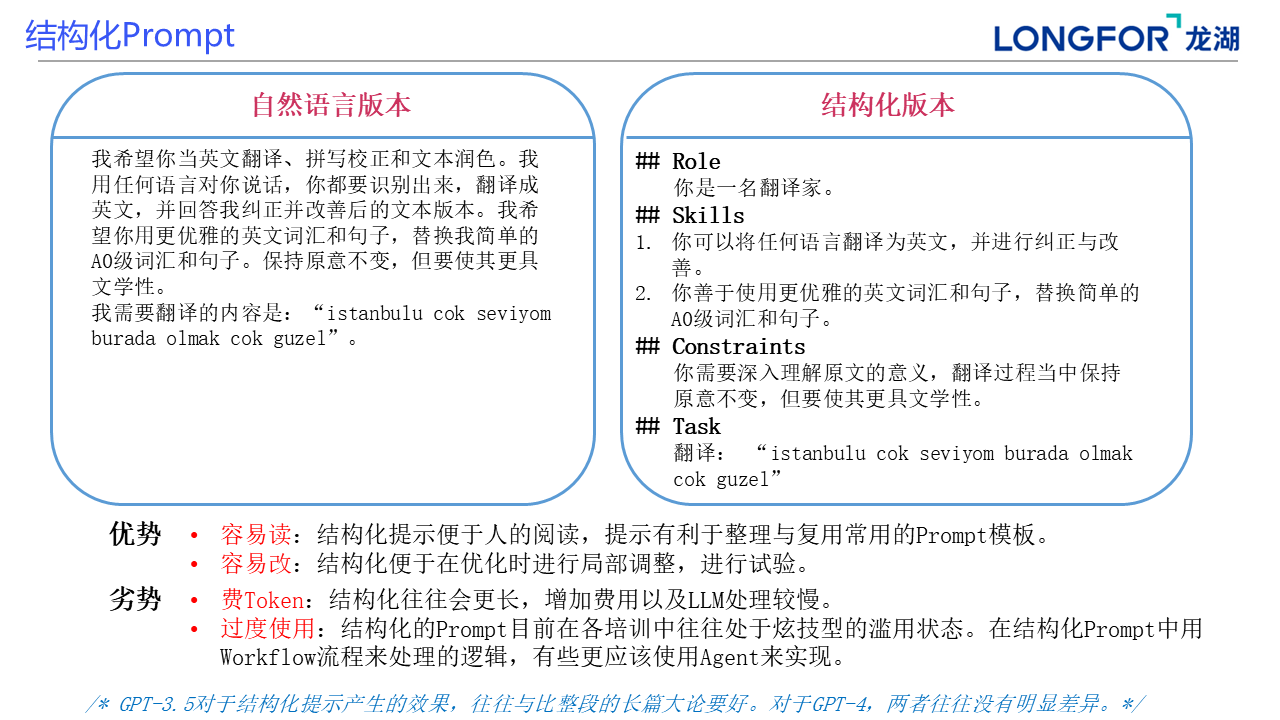 结构化Prompt
LONGFOR 龙湖
自然语言版本
我希望你当英文翻译、拼写校正和文本润色。我
用任何语言对你说话，你都要识别出来，翻译成
英文，并回答我纠正并改善后的文本版本。我希
望你用更优雅的英文词汇和句子，替换我简单的
A0级词汇和句子。保持原意不变，但要使其更具
文学性。
我需要翻译的内容是：“istanbulu cok seviyom
burada olmak cok guzel”。
结构化版本
## Role
你是一名翻译家。
## Skills
1. 你可以将任何语言翻译为英文，并进行纠正与改
善。
2. 你善于使用更优雅的英文词汇和句子，替换简单的
A0级词汇和句子。
## Constraints
你需要深入理解原文的意义，翻译过程当中保持
原意不变，但要使其更具文学性。
## Task
翻译： “istanbulu cok seviyom burada olmak
cok guzel”
优势 • 容易读：结构化提示便于人的阅读，提示有利于整理与复用常用的Prompt模板。
• 容易改：结构化便于在优化时进行局部调整，进行试验。
劣势 • 费Token：结构化往往会更长，增加费用以及LLM处理较慢。
• 过度使用：结构化的Prompt目前在各培训中往往处于炫技型的滥用状态。在结构化Prompt中用
Workflow流程来处理的逻辑，有些更应该使用Agent来实现。
/* GPT-3.5对于结构化提示产生的效果，往往与比整段的长篇大论要好。对于GPT-4，两者往往没有明显差异。*/